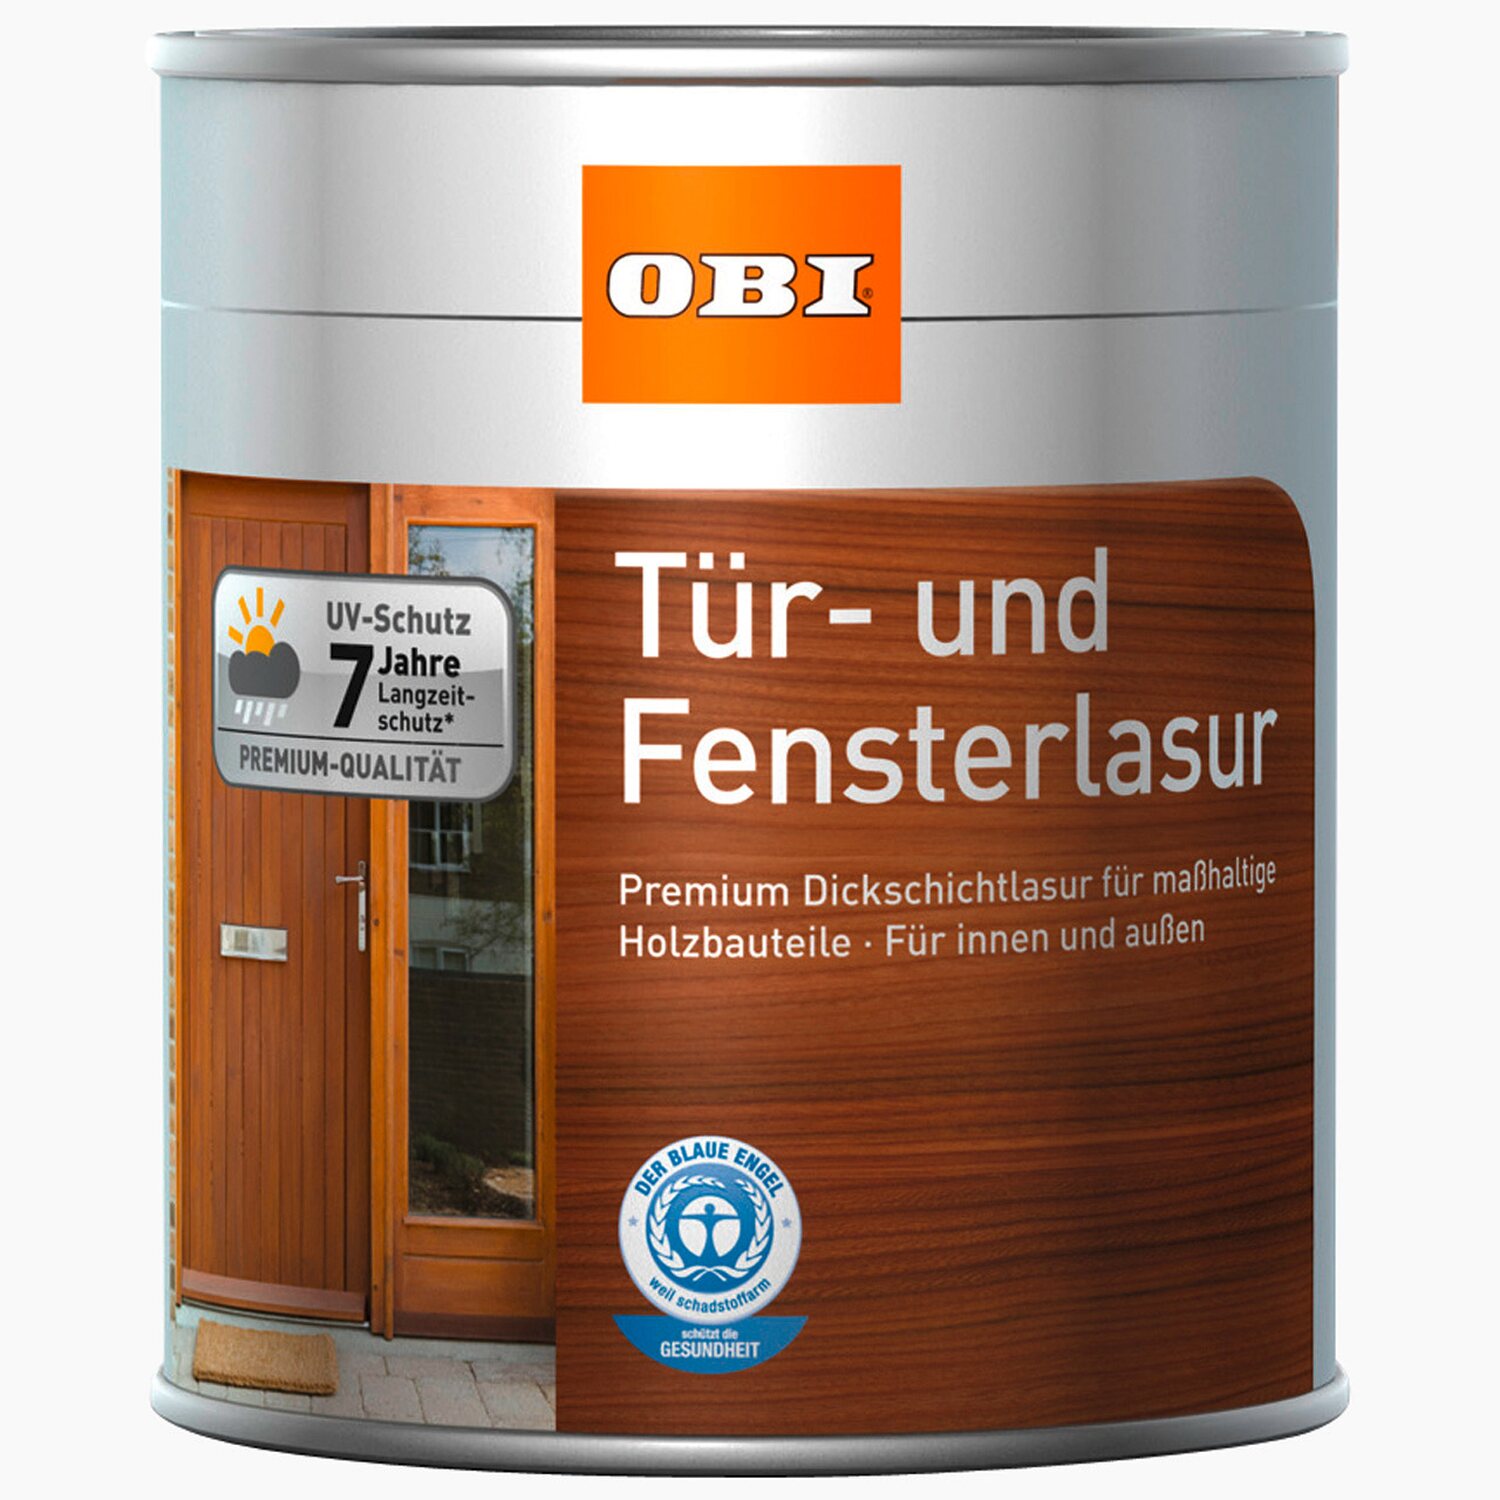 OBI®
UV-Schutz
7 Jahre
Langzeit-
schutz*
PREMIUM-QUALITÄT
Tür- und
Fensterlasur
Premium Dickschichtlasur für maßhaltige
Holzbauteile · Für innen und außen
DER BLAUE ENGEL
weil schadstoffarm
schützt die
GESUNDHEIT